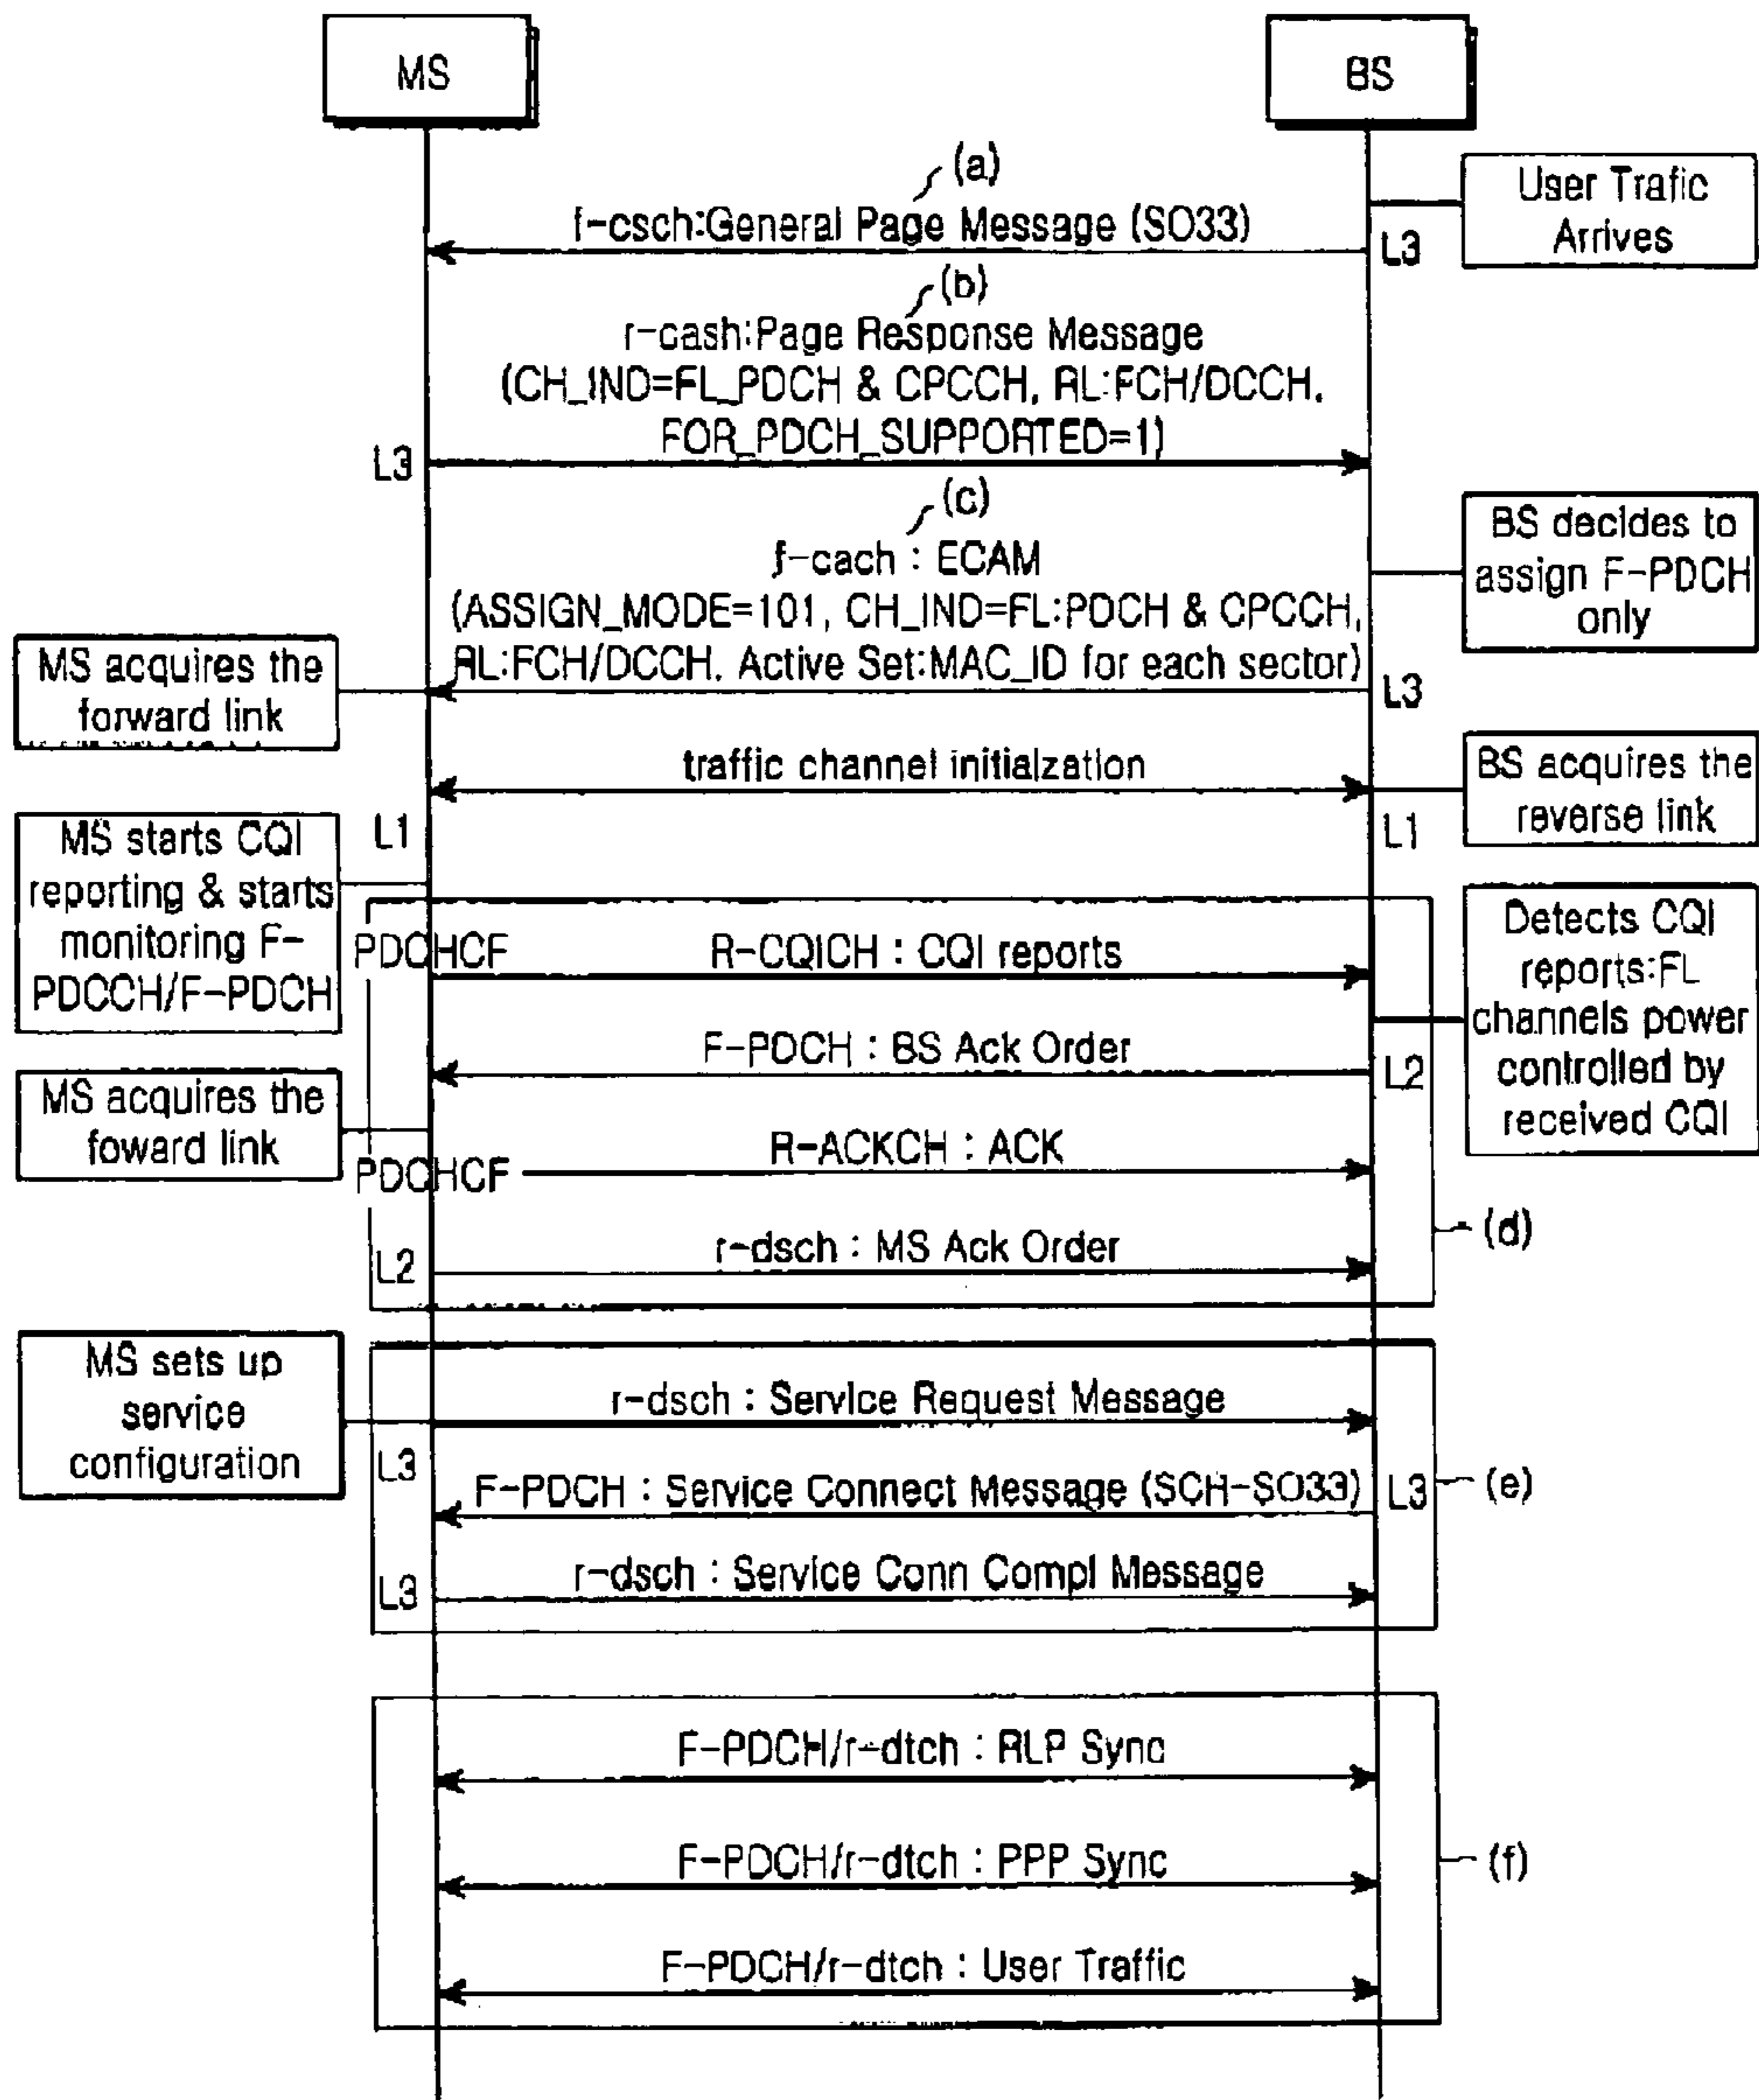 MS
BS
(a)
f-csch:General Page Message (SO33)
L3
User Trafic
Arrives
(b)
r-cash:Page Response Message
(CH_IND=FL_PDCH & CPCCH, RL:FCH/DCCH,
FOR_PDCH_SUPPORTED=1)
L3
(c)
f-cach : ECAM
(ASSIGN_MODE=101, CH_IND=FL:PDCH & CPCCH,
RL:FCH/DCCH, Active Set:MAC_ID for each sector)
L3
BS decides to
assign F-PDCH
only
MS acquires the
forward link
traffic channel initialzation
BS acquires the
reverse link
L1
L1
MS starts CQI
reporting & starts
monitoring F-
PDCCH/F-PDCH
PDCHCF
R-CQICH : CQI reports
Detects CQI
reports:FL
channels power
controlled by
received CQI
F-PDCH : BS Ack Order
L2
MS acquires the
foward link
PDCHCF
R-ACKCH : ACK
(d)
r-dsch : MS Ack Order
L2
MS sets up
service
configuration
r-dsch : Service Request Message
L3
F-PDCH : Service Connect Message (SCH-SO33)
L3
(e)
r-dsch : Service Conn Compl Message
L3
F-PDCH/r-dtch : RLP Sync
F-PDCH/r-dtch : PPP Sync
(f)
F-PDCH/r-dtch : User Traffic